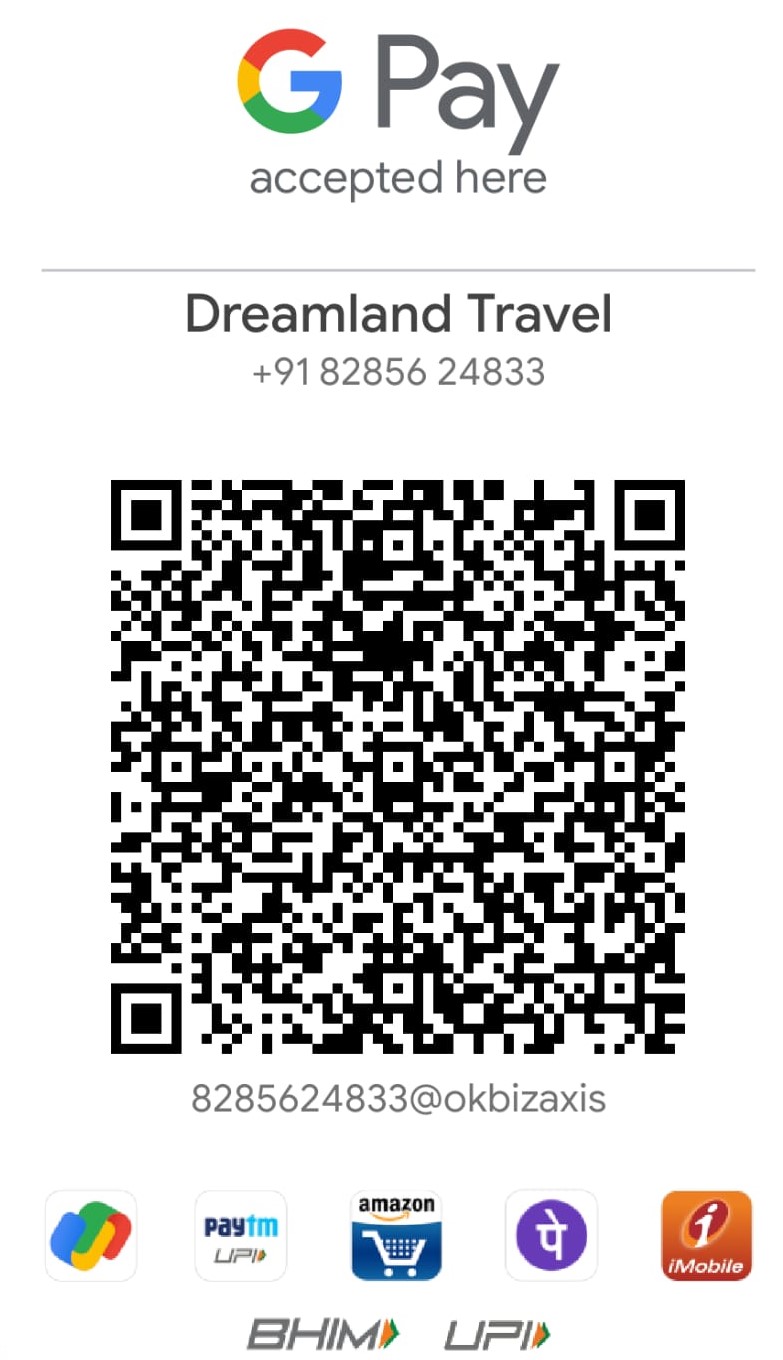 G Pay
accepted here
Dreamland Travel
+91 82856 24833
8285624833@okbizaxis
paytm
UPI
amazon
पे
i
iMobile
BHIM UPI